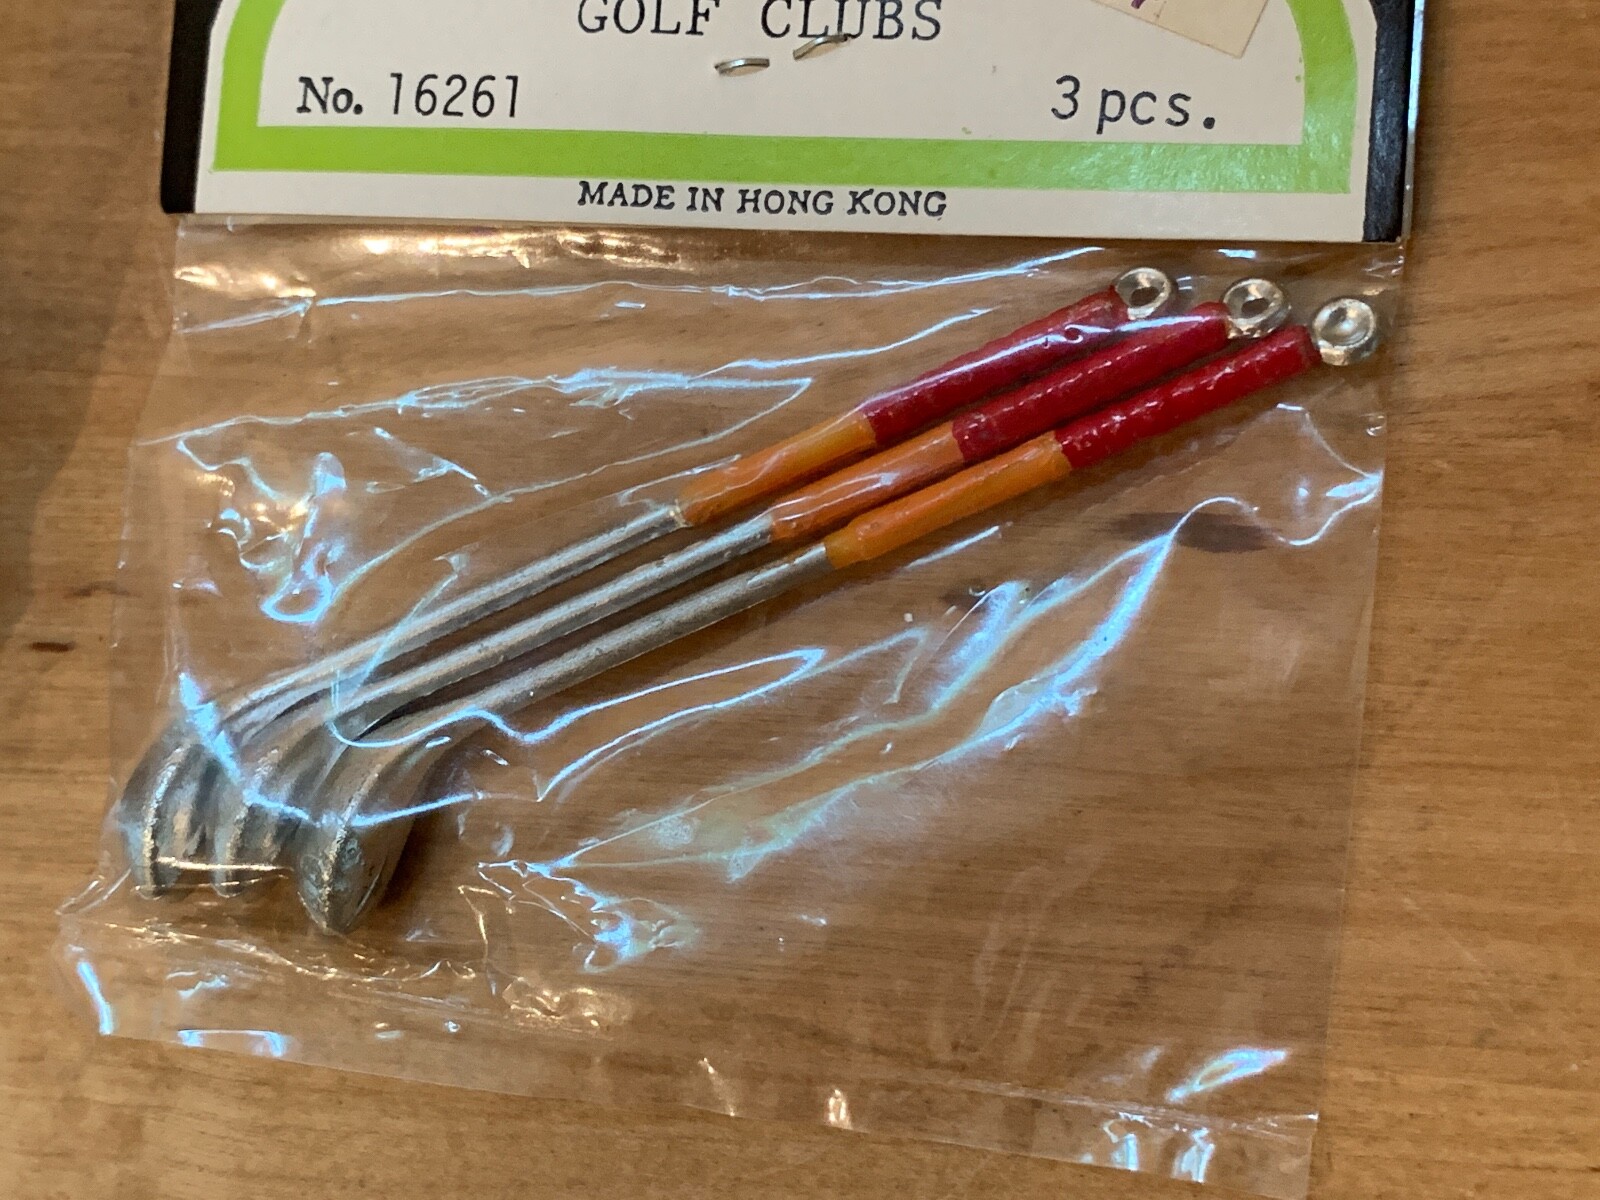 GOLF CLUBS
No. 16261
3 pcs.
MADE IN HONG KONG